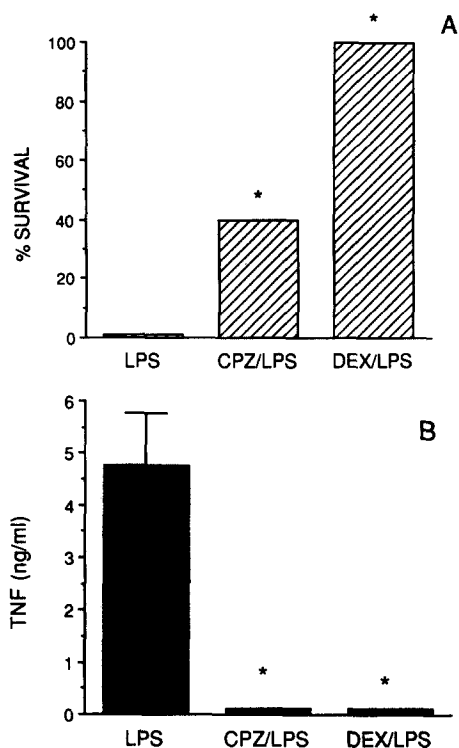 A
% SURVIVAL
100
80
60
40
20
0
*
*
LPS CPZ/LPS DEX/LPS
B
TNF (ng/ml)
6
5
4
3
2
1
0
*
*
LPS CPZ/LPS DEX/LPS